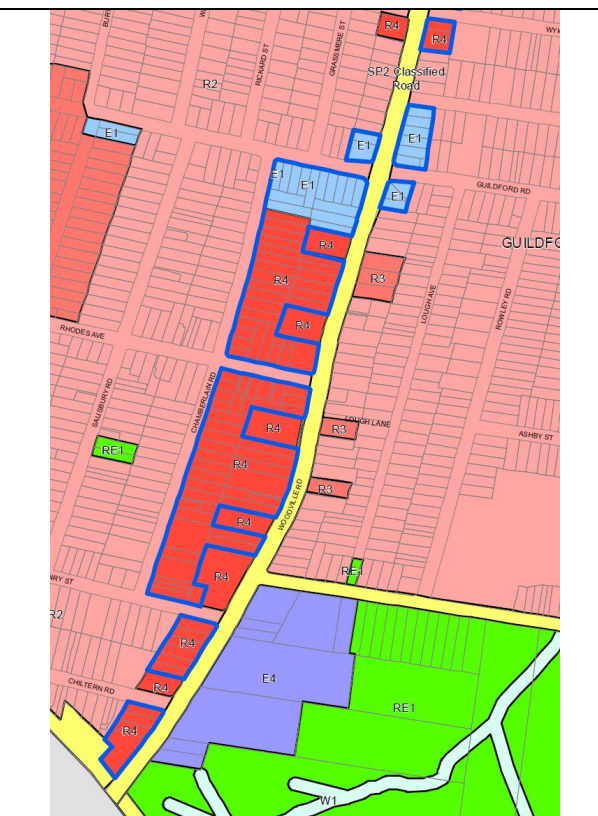 BUR
RICKARD ST
GRASSMERE ST
R4
R4
WYN
SP2 Classified
Road
R2
E1
E1
E1
E1
E1
E1
GUILDFORD RD
GUILDFO
R4
R4
R3
R4
LOUGH AVE
ROWLEY RD
RHODES AVE
SALISBURY RD
CHAMBERLAIN RD
R4
LOUGH LANE
R3
ASHBY ST
RE1
R4
R3
WOODVILLE RD
R4
R4
RE1
NRY ST
R2
R4
E4
R4
CHILTERN RD
RE1
R4
W1